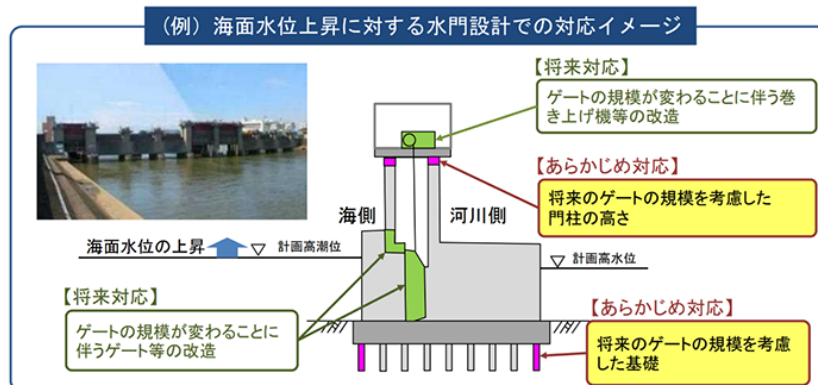 (例) 海面水位上昇に対する水門設計での対応イメージ
【将来対応】
ゲートの規模が変わることに伴う巻
き上げ機等の改造
【あらかじめ対応】
将来のゲートの規模を考慮した
門柱の高さ
海側
河川側
海面水位の上昇
計画高潮位
計画高水位
【将来対応】
ゲートの規模が変わることに
伴うゲート等の改造
【あらかじめ対応】
将来のゲートの規模を考慮
した基礎